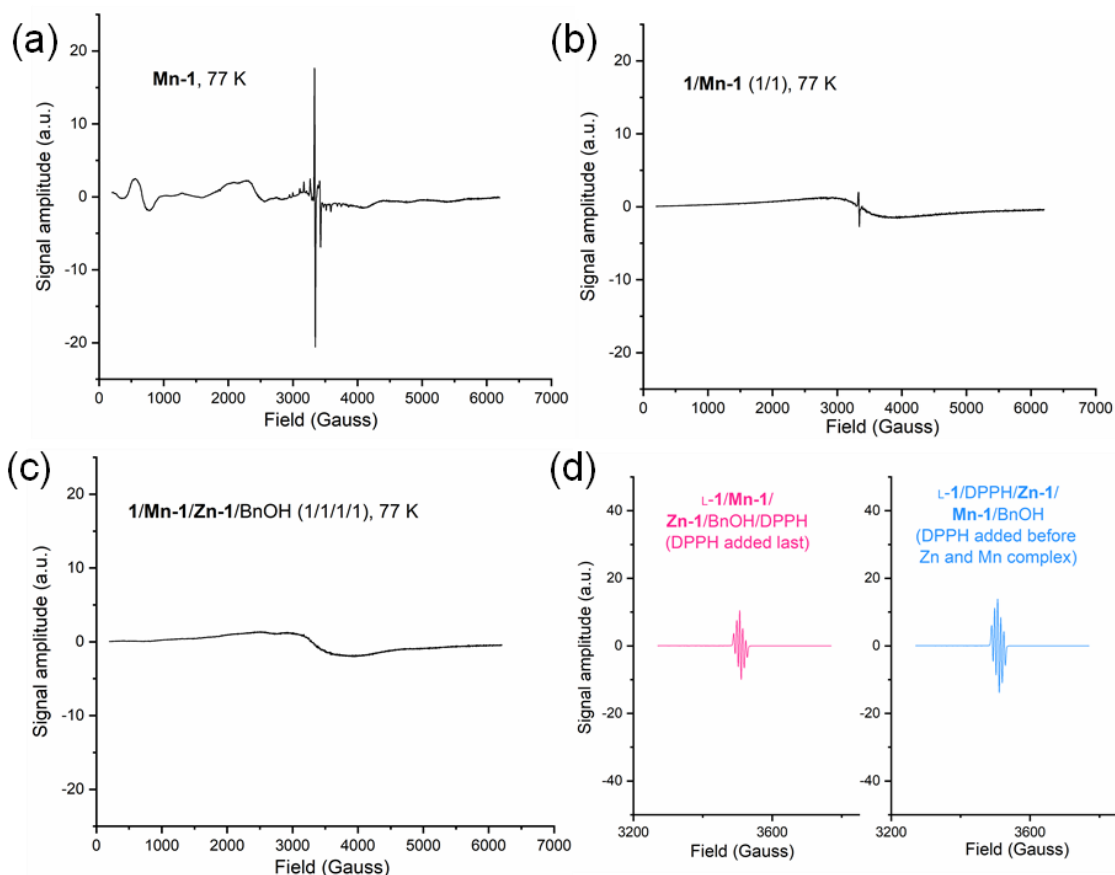 (a)
Mn-1, 77 K
Signal amplitude (a.u.)
20
10
0
-10
-20
0 1000 2000 3000 4000 5000 6000 7000
Field (Gauss)
(b)
1/Mn-1 (1/1), 77 K
Signal amplitude (a.u.)
20
10
0
-10
-20
0 1000 2000 3000 4000 5000 6000 7000
Field (Gauss)
(c)
1/Mn-1/Zn-1/BnOH (1/1/1/1), 77 K
Signal amplitude (a.u.)
20
10
0
-10
-20
0 1000 2000 3000 4000 5000 6000 7000
Field (Gauss)
(d)
L-1/Mn-1/
Zn-1/BnOH/DPPH
(DPPH added last)
Signal amplitude (a.u.)
40
20
0
-20
-40
3200 3600
Field (Gauss)
L-1/DPPH/Zn-1/
Mn-1/BnOH
(DPPH added before
Zn and Mn complex)
40
20
0
-20
-40
3200 3600
Field (Gauss)